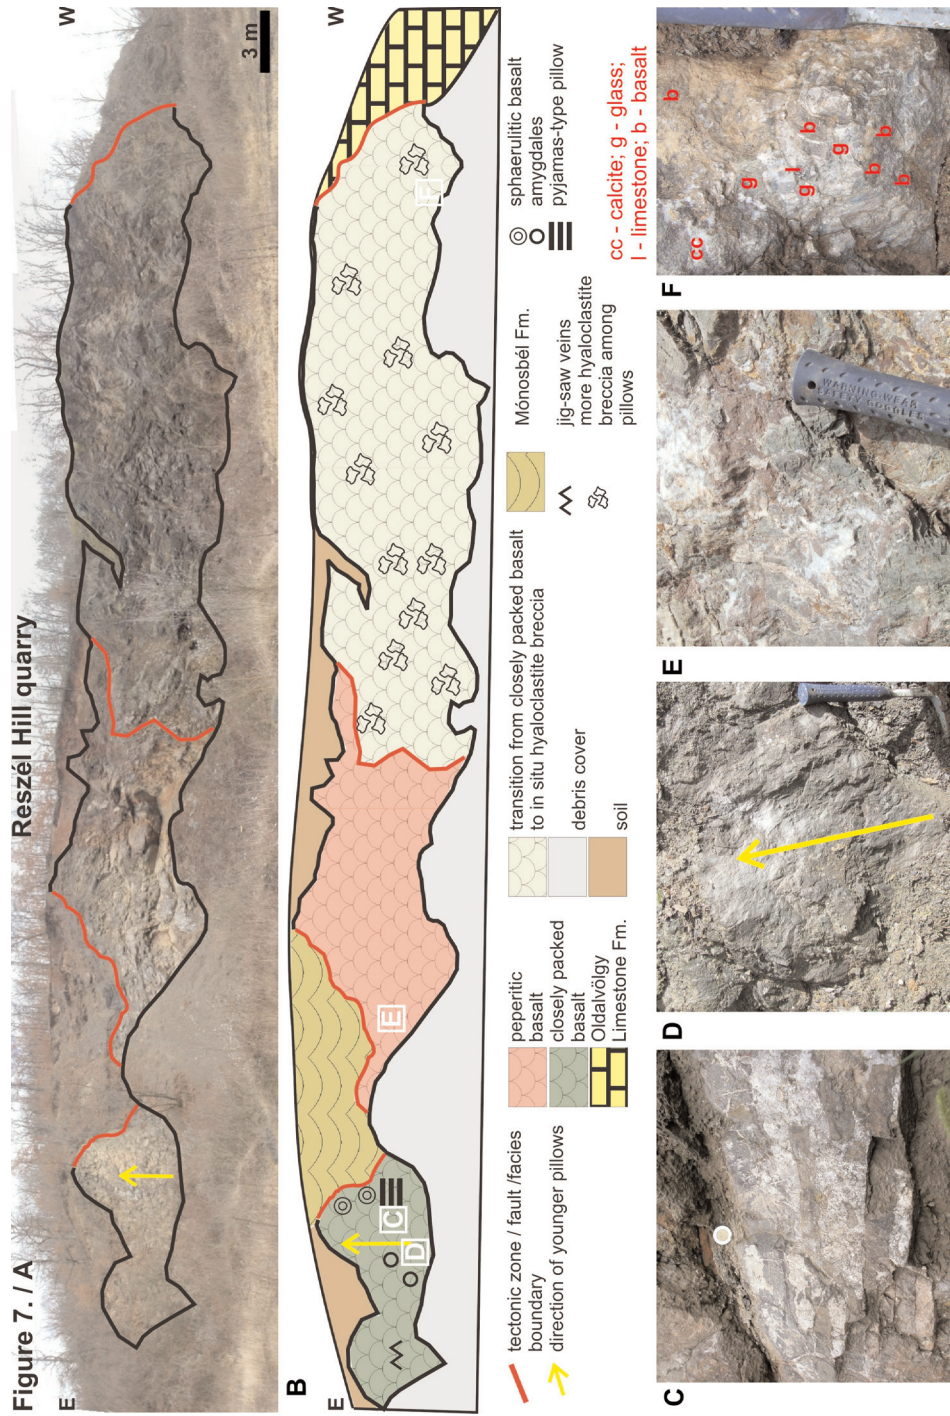 Figure 7. / A
Reszél Hill quarry
E
W
3 m
B
E
W
C
D
E
F
tectonic zone / fault /facies
boundary
direction of younger pillows
peperitic
basalt
closely packed
basalt
Oldalvölgy
Limestone Fm.
transition from closely packed basalt
to in situ hyaloclastite breccia
debris cover
soil
Mónosbél Fm.
jig-saw veins
more hyaloclastite
breccia among
pillows
sphaerulitic basalt
amygdales
pyjamas-type pillow
cc - calcite; g - glass;
l - limestone; b - basalt
C
D
E
WARNING-WEAR
SAFETY GOGGLES
F
cc
b
g
l
b
g
g
b
b
b